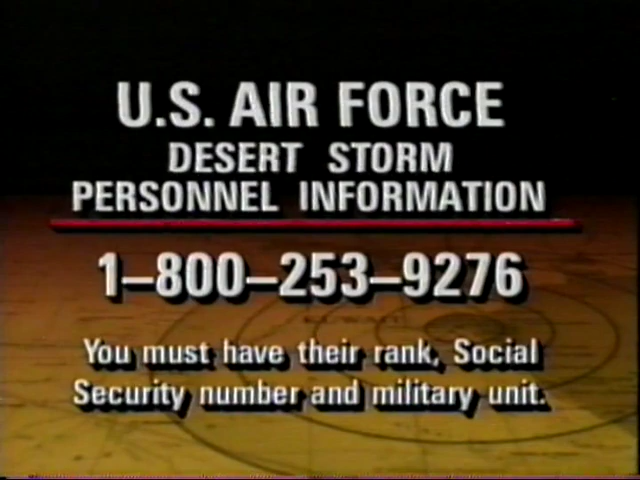 U.S. AIR FORCE
DESERT STORM
PERSONNEL INFORMATION
1-800-253-9276
You must have their rank, Social
Security number and military unit.